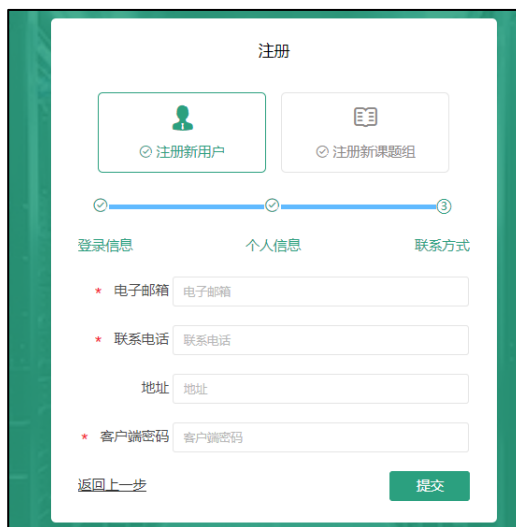 注册
注册新用户 注册新课题组
3
登录信息 个人信息 联系方式
* 电子邮箱 电子邮箱
* 联系电话 联系电话
地址 地址
* 客户端密码 客户端密码
返回上一步 提交